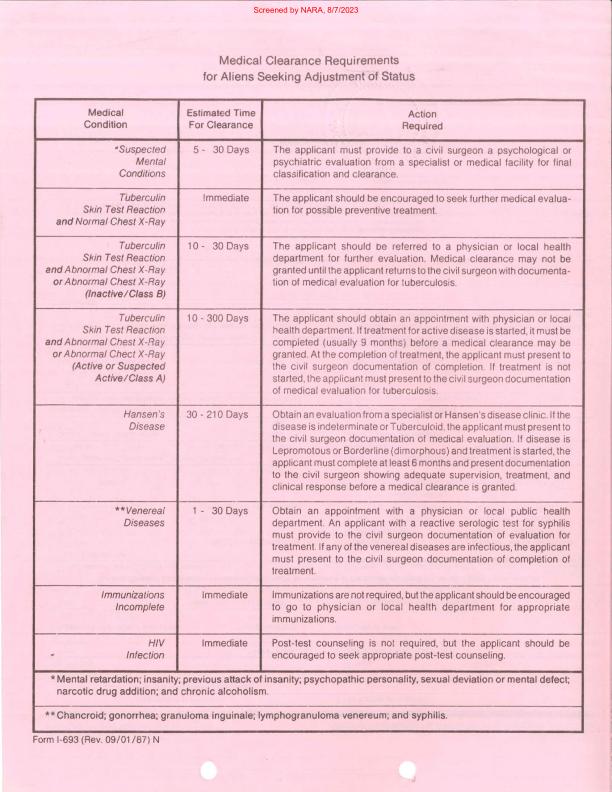 Screened by NARA, 8/7/2023
Medical Clearance Requirements
for Aliens Seeking Adjustment of Status
Medical
Condition
Estimated Time
For Clearance
Action
Required
*Suspected
Mental
Conditions
5 - 30 Days
The applicant must provide to a civil surgeon a psychological or
psychiatric evaluation from a specialist or medical facility for final
classification and clearance.
Tuberculin
Skin Test Reaction
and Normal Chest X-Ray
Immediate
The applicant should be encouraged to seek further medical evalua-
tion for possible preventive treatment.
Tuberculin
Skin Test Reaction
and Abnormal Chest X-Ray
or Abnormal Chest X-Ray
(Inactive/Class B)
10 - 30 Days
The applicant should be referred to a physician or local health
department for further evaluation. Medical clearance may not be
granted until the applicant returns to the civil surgeon with documenta-
tion of medical evaluation for tuberculosis.
Tuberculin
Skin Test Reaction
and Abnormal Chest X-Ray
or Abnormal Chect X-Ray
(Active or Suspected
Active/Class A)
10 - 300 Days
The applicant should obtain an appointment with physician or local
health department. If treatment for active disease is started, it must be
completed (usually 9 months) before a medical clearance may be
granted. At the completion of treatment, the applicant must present to
the civil surgeon documentation of completion. If treatment is not
started, the applicant must present to the civil surgeon documentation
of medical evaluation for tuberculosis.
Hansen's
Disease
30 - 210 Days
Obtain an evaluation from a specialist or Hansen's disease clinic. If the
disease is indeterminate or Tuberculoid, the applicant must present to
the civil surgeon documentation of medical evaluation. If disease is
Lepromotous or Borderline (dimorphous) and treatment is started, the
applicant must complete at least 6 months and present documentation
to the civil surgeon showing adequate supervision, treatment, and
clinical response before a medical clearance is granted.
**Venereal
Diseases
1 - 30 Days
Obtain an appointment with a physician or local public health
department. An applicant with a reactive serologic test for syphilis
must provide to the civil surgeon documentation of evaluation for
treatment. If any of the venereal diseases are infectious, the applicant
must present to the civil surgeon documentation of completion of
treatment.
Immunizations
Incomplete
Immediate
Immunizations are not required, but the applicant should be encouraged
to go to physician or local health department for appropriate
immunizations.
HIV
Infection
Immediate
Post-test counseling is not required, but the applicant should be
encouraged to seek appropriate post-test counseling.
*Mental retardation; insanity; previous attack of insanity; psychopathic personality, sexual deviation or mental defect;
narcotic drug addition; and chronic alcoholism.
**Chancroid; gonorrhea; granuloma inguinale; lymphogranuloma venereum; and syphilis.
Form I-693 (Rev. 09/01/87) N